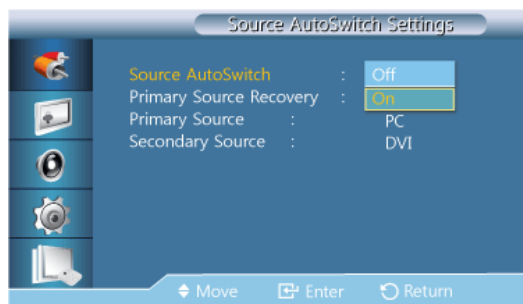 Source AutoSwitch Settings
Source AutoSwitch : Off
Primary Source Recovery : On
Primary Source : PC
Secondary Source : DVI
Move Enter Return